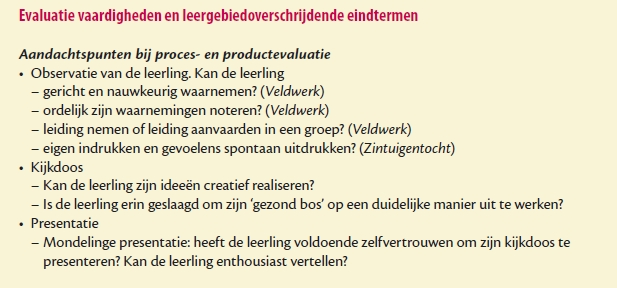 Evaluatie vaardigheden en leergebiedoverschrijdende eindtermen
Aandachtspunten bij proces- en productevaluatie
• Observatie van de leerling. Kan de leerling
– gericht en nauwkeurig waarnemen? (Veldwerk)
– ordelijk zijn waarnemingen noteren? (Veldwerk)
– leiding nemen of leiding aanvaarden in een groep? (Veldwerk)
– eigen indrukken en gevoelens spontaan uitdrukken? (Zintuigentocht)
• Kijkdoos
– Kan de leerling zijn ideeën creatief realiseren?
– Is de leerling erin geslaagd om zijn ‘gezond bos’ op een duidelijke manier uit te werken?
• Presentatie
– Mondelinge presentatie: heeft de leerling voldoende zelfvertrouwen om zijn kijkdoos te
presenteren? Kan de leerling enthousiast vertellen?